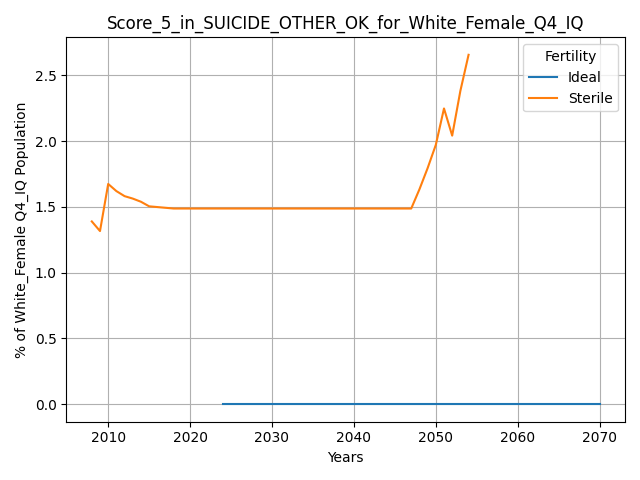 Score_5_in_SUICIDE_OTHER_OK_for_White_Female_Q4_IQ
% of White_Female Q4_IQ Population
2.5
2.0
1.5
1.0
0.5
0.0
Fertility
Ideal
Sterile
2010 2020 2030 2040 2050 2060 2070
Years